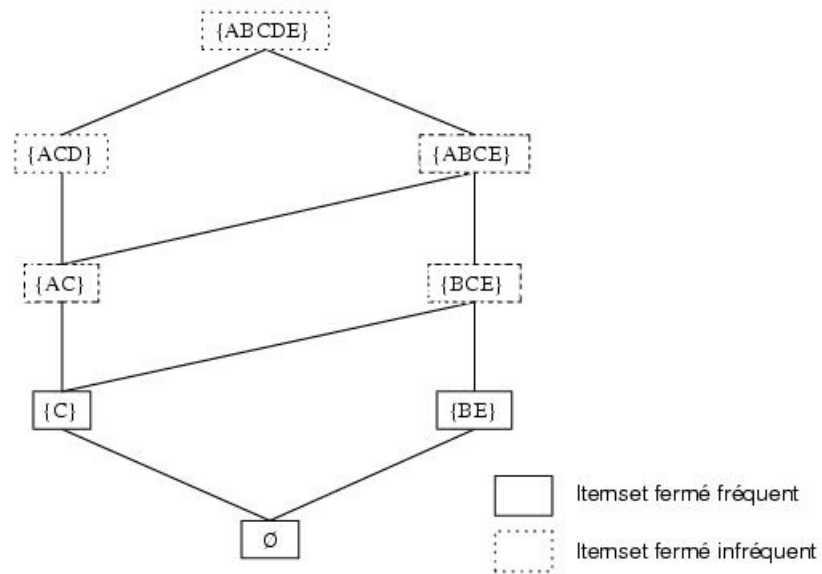 {ABCDE}
{ACD}
{ABCE}
{AC}
{BCE}
{C}
{BE}
Ø
Itemset fermé fréquent
Itemset fermé infréquent